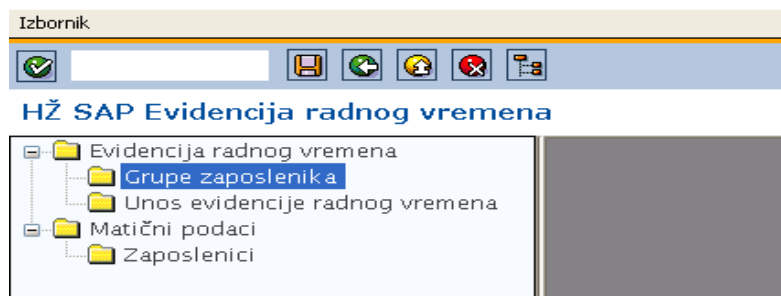 Izbornik
HŽ SAP Evidencija radnog vremena
Evidencija radnog vremena
Grupe zaposlenika
Unos evidencije radnog vremena
Matični podaci
Zaposlenici